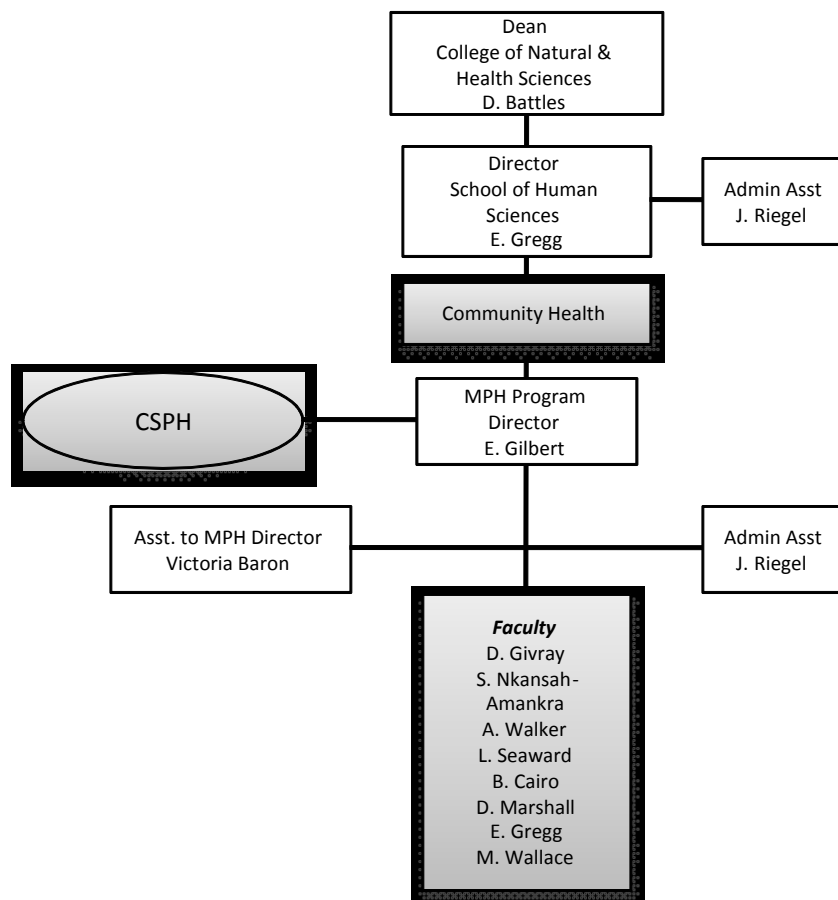 Dean
College of Natural &
Health Sciences
D. Battles
Director
School of Human
Sciences
E. Gregg
Admin Asst
J. Riegel
Community Health
CSPH
MPH Program
Director
E. Gilbert
Asst. to MPH Director
Victoria Baron
Admin Asst
J. Riegel
Faculty
D. Givray
S. Nkansah-
Amankra
A. Walker
L. Seaward
B. Cairo
D. Marshall
E. Gregg
M. Wallace